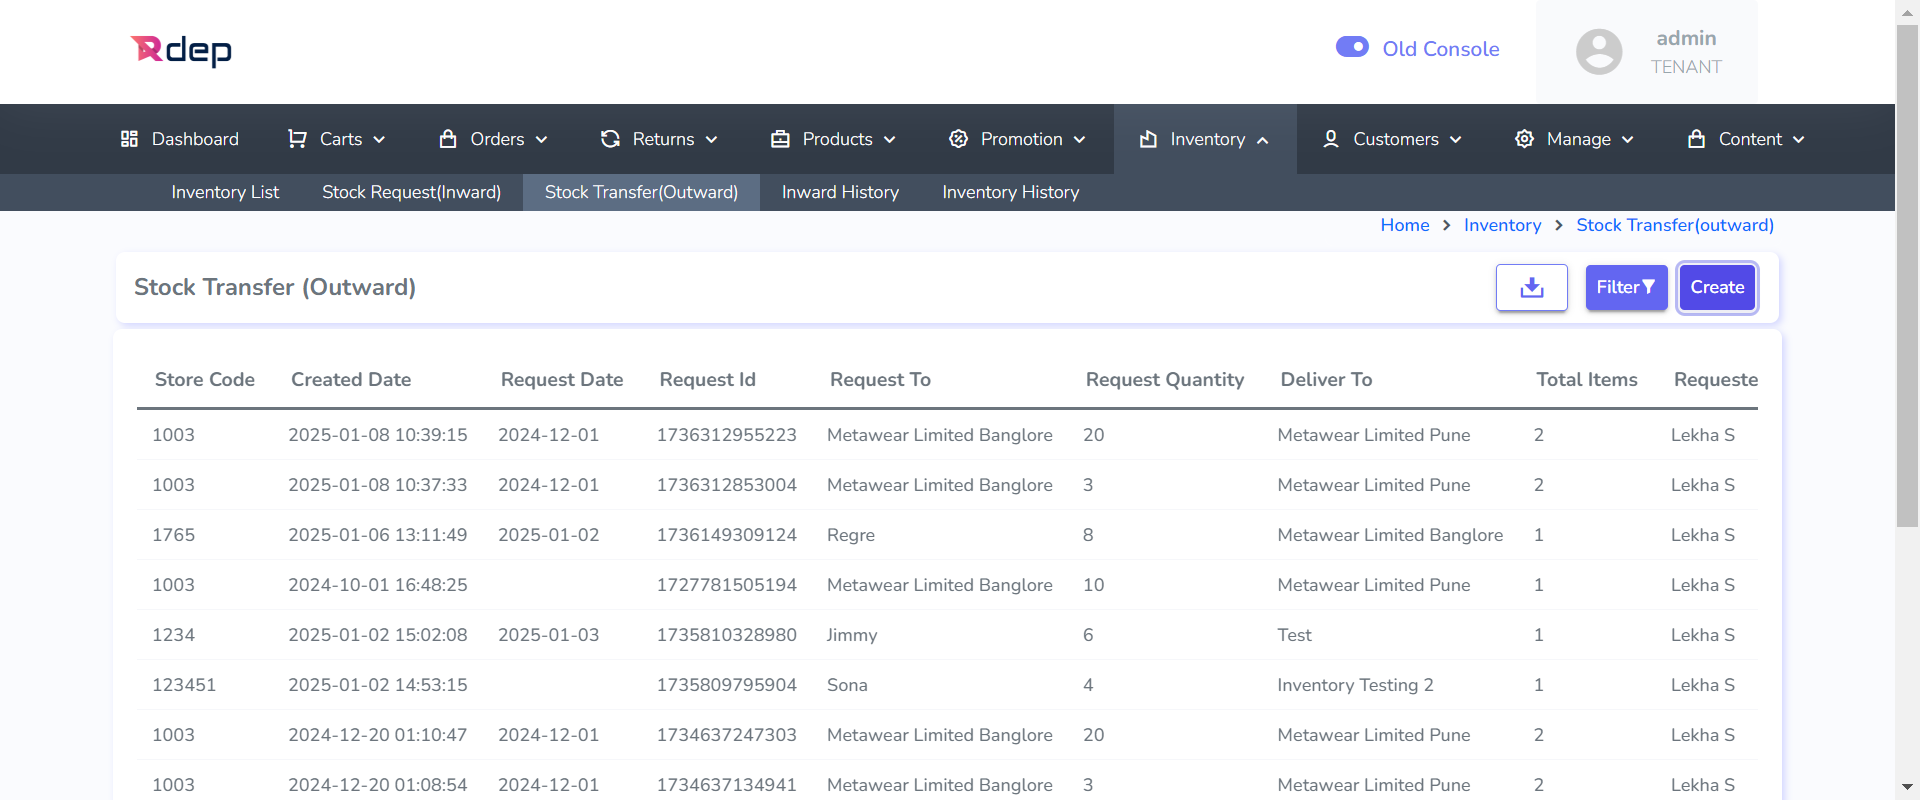 Rdep
Old Console
admin
TENANT
Dashboard Carts Orders Returns Products Promotion Inventory Customers Manage Content
Inventory List Stock Request(Inward) Stock Transfer(Outward) Inward History Inventory History
Home > Inventory > Stock Transfer(outward)
Stock Transfer (Outward) Filter Create
Store Code Created Date Request Date Request Id Request To Request Quantity Deliver To Total Items Requeste
1003 2025-01-08 10:39:15 2024-12-01 1736312955223 Metawear Limited Banglore 20 Metawear Limited Pune 2 Lekha S
1003 2025-01-08 10:37:33 2024-12-01 1736312853004 Metawear Limited Banglore 3 Metawear Limited Pune 2 Lekha S
1765 2025-01-06 13:11:49 2025-01-02 1736149309124 Regre 8 Metawear Limited Banglore 1 Lekha S
1003 2024-10-01 16:48:25 1727781505194 Metawear Limited Banglore 10 Metawear Limited Pune 1 Lekha S
1234 2025-01-02 15:02:08 2025-01-03 1735810328980 Jimmy 6 Test 1 Lekha S
123451 2025-01-02 14:53:15 1735809795904 Sona 4 Inventory Testing 2 1 Lekha S
1003 2024-12-20 01:10:47 2024-12-01 1734637247303 Metawear Limited Banglore 20 Metawear Limited Pune 2 Lekha S
1003 2024-12-20 01:08:54 2024-12-01 1734637134941 Metawear Limited Banglore 3 Metawear Limited Pune 2 Lekha S